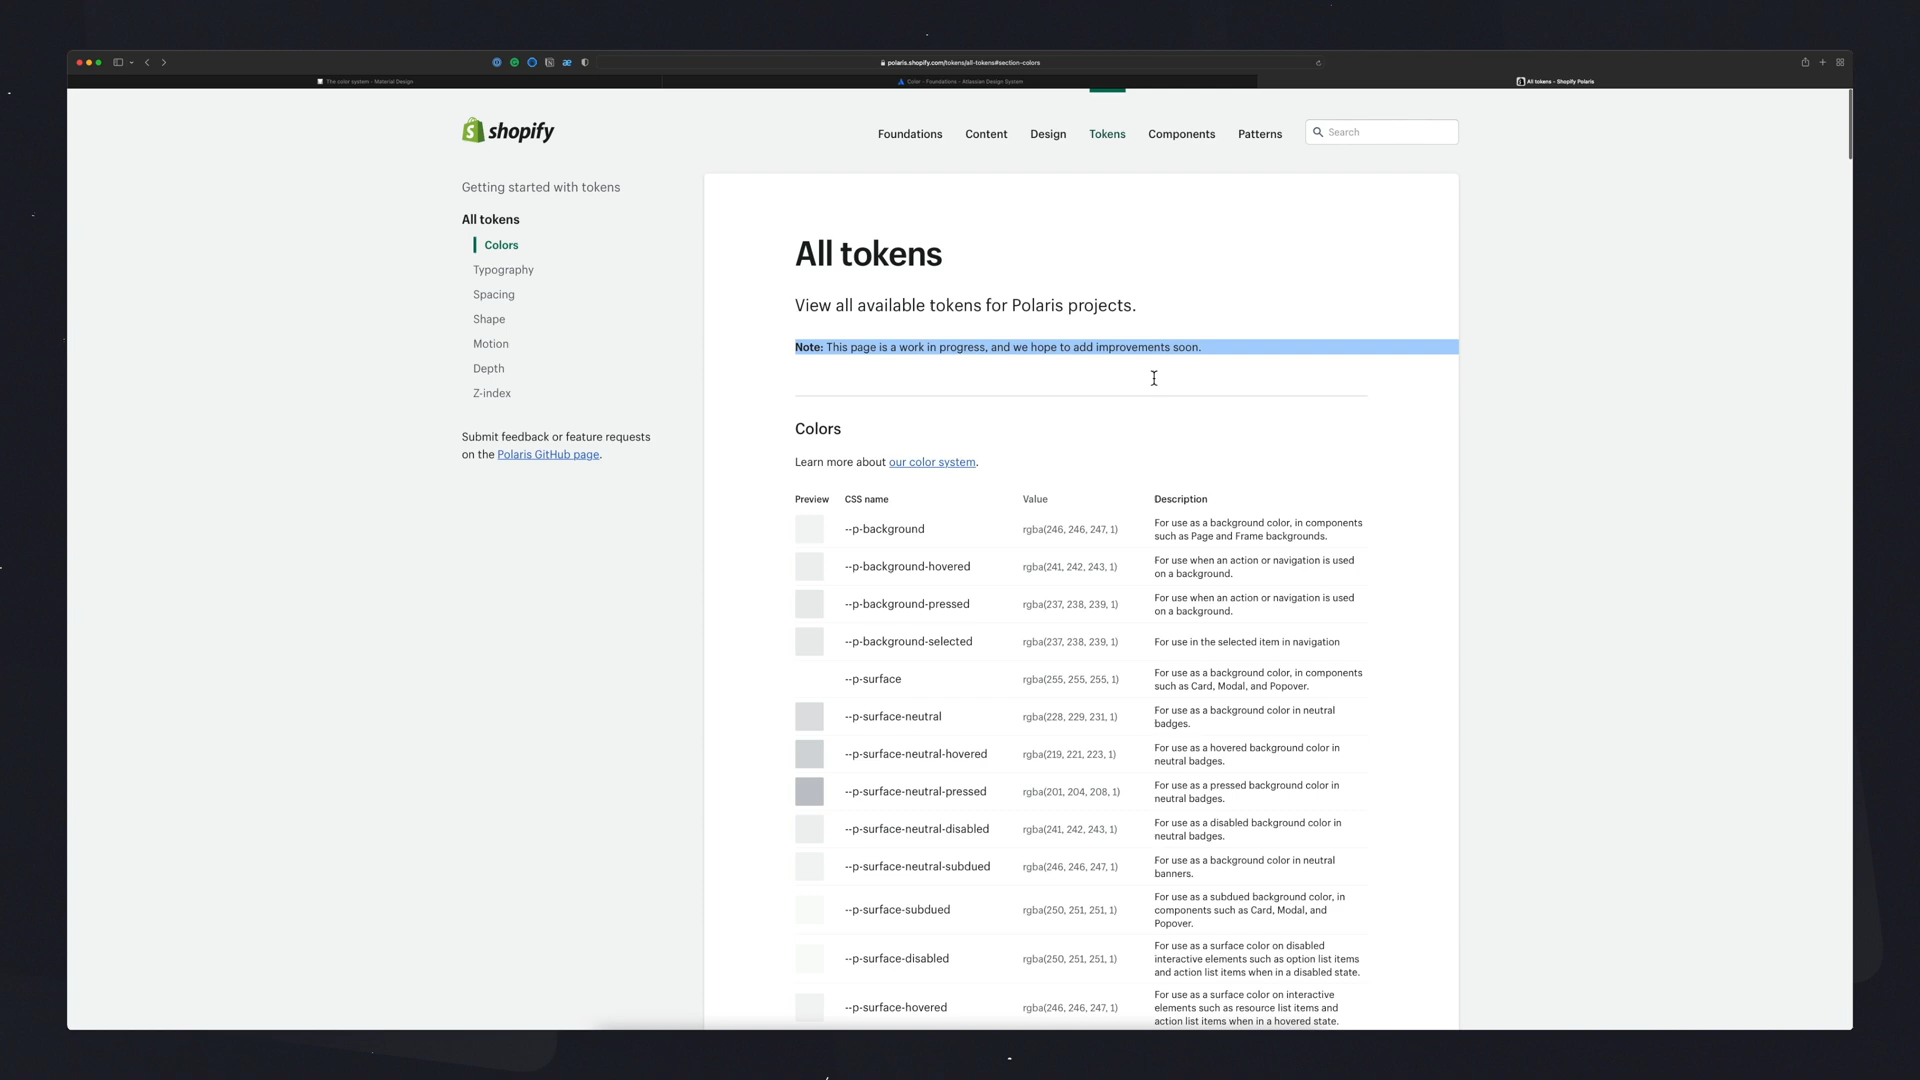 polaris.shopify.com/tokens/all-tokens#section-colors
The color system - Material Design
Color - Foundations - Atlassian Design System
All tokens - Shopify Polaris
shopify
Foundations
Content
Design
Tokens
Components
Patterns
Search
Getting started with tokens
All tokens
Colors
Typography
Spacing
Shape
Motion
Depth
Z-index
Submit feedback or feature requests
on the Polaris GitHub page.
All tokens
View all available tokens for Polaris projects.
Note: This page is a work in progress, and we hope to add improvements soon.
Colors
Learn more about our color system.
Preview CSS name Value Description
--p-background rgba(246, 246, 247, 1) For use as a background color, in components
such as Page and Frame backgrounds.
--p-background-hovered rgba(241, 242, 243, 1) For use when an action or navigation is used
on a background.
--p-background-pressed rgba(237, 238, 239, 1) For use when an action or navigation is used
on a background.
--p-background-selected rgba(237, 238, 239, 1) For use in the selected item in navigation
--p-surface rgba(255, 255, 255, 1) For use as a background color, in components
such as Card, Modal, and Popover.
--p-surface-neutral rgba(228, 229, 231, 1) For use as a background color in neutral
badges.
--p-surface-neutral-hovered rgba(219, 221, 223, 1) For use as a hovered background color in
neutral badges.
--p-surface-neutral-pressed rgba(201, 204, 208, 1) For use as a pressed background color in
neutral badges.
--p-surface-neutral-disabled rgba(241, 242, 243, 1) For use as a disabled background color in
neutral badges.
--p-surface-neutral-subdued rgba(246, 246, 247, 1) For use as a background color in neutral
banners.
--p-surface-subdued rgba(250, 251, 251, 1) For use as a subdued background color, in
components such as Card, Modal, and
Popover.
--p-surface-disabled rgba(250, 251, 251, 1) For use as a surface color on disabled
interactive elements such as option list items
and action list items when in a disabled state.
--p-surface-hovered rgba(246, 246, 247, 1) For use as a surface color on interactive
elements such as resource list items and
action list items when in a hovered state.